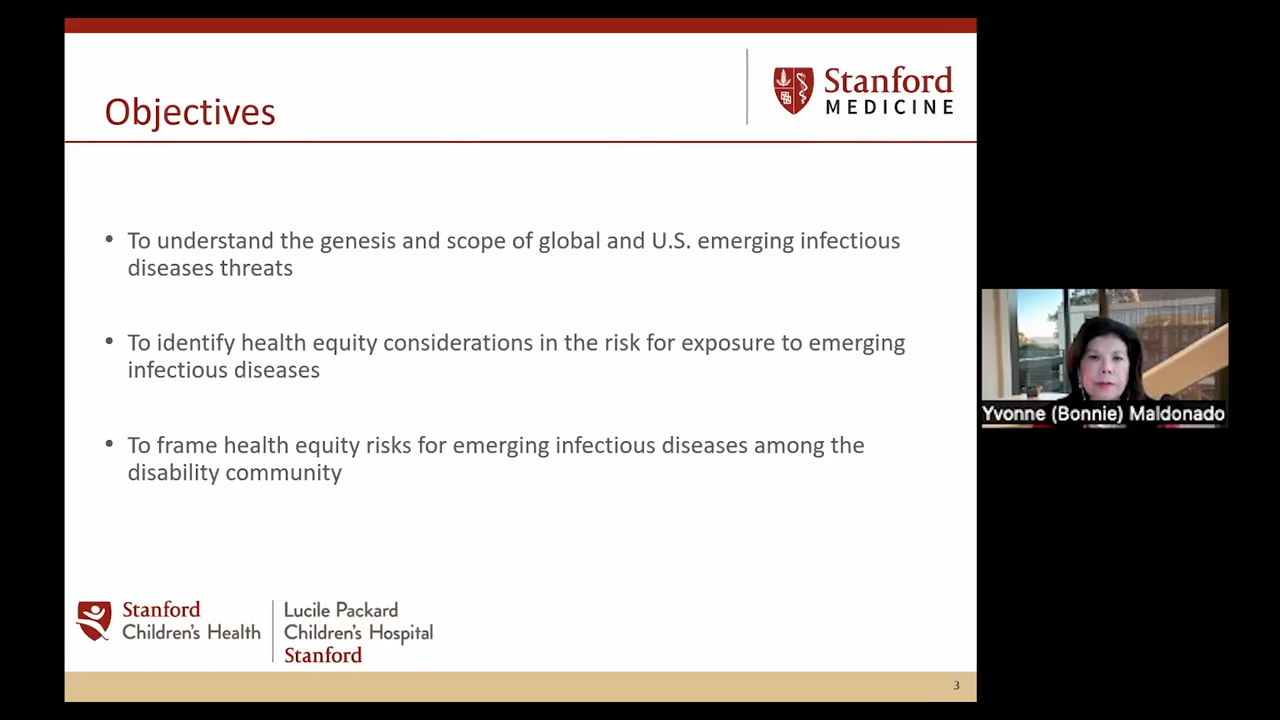 Objectives
Stanford
MEDICINE
• To understand the genesis and scope of global and U.S. emerging infectious
diseases threats
• To identify health equity considerations in the risk for exposure to emerging
infectious diseases
• To frame health equity risks for emerging infectious diseases among the
disability community
Yvonne (Bonnie) Maldonado
Stanford
Children's Health
Lucile Packard
Children's Hospital
Stanford
3